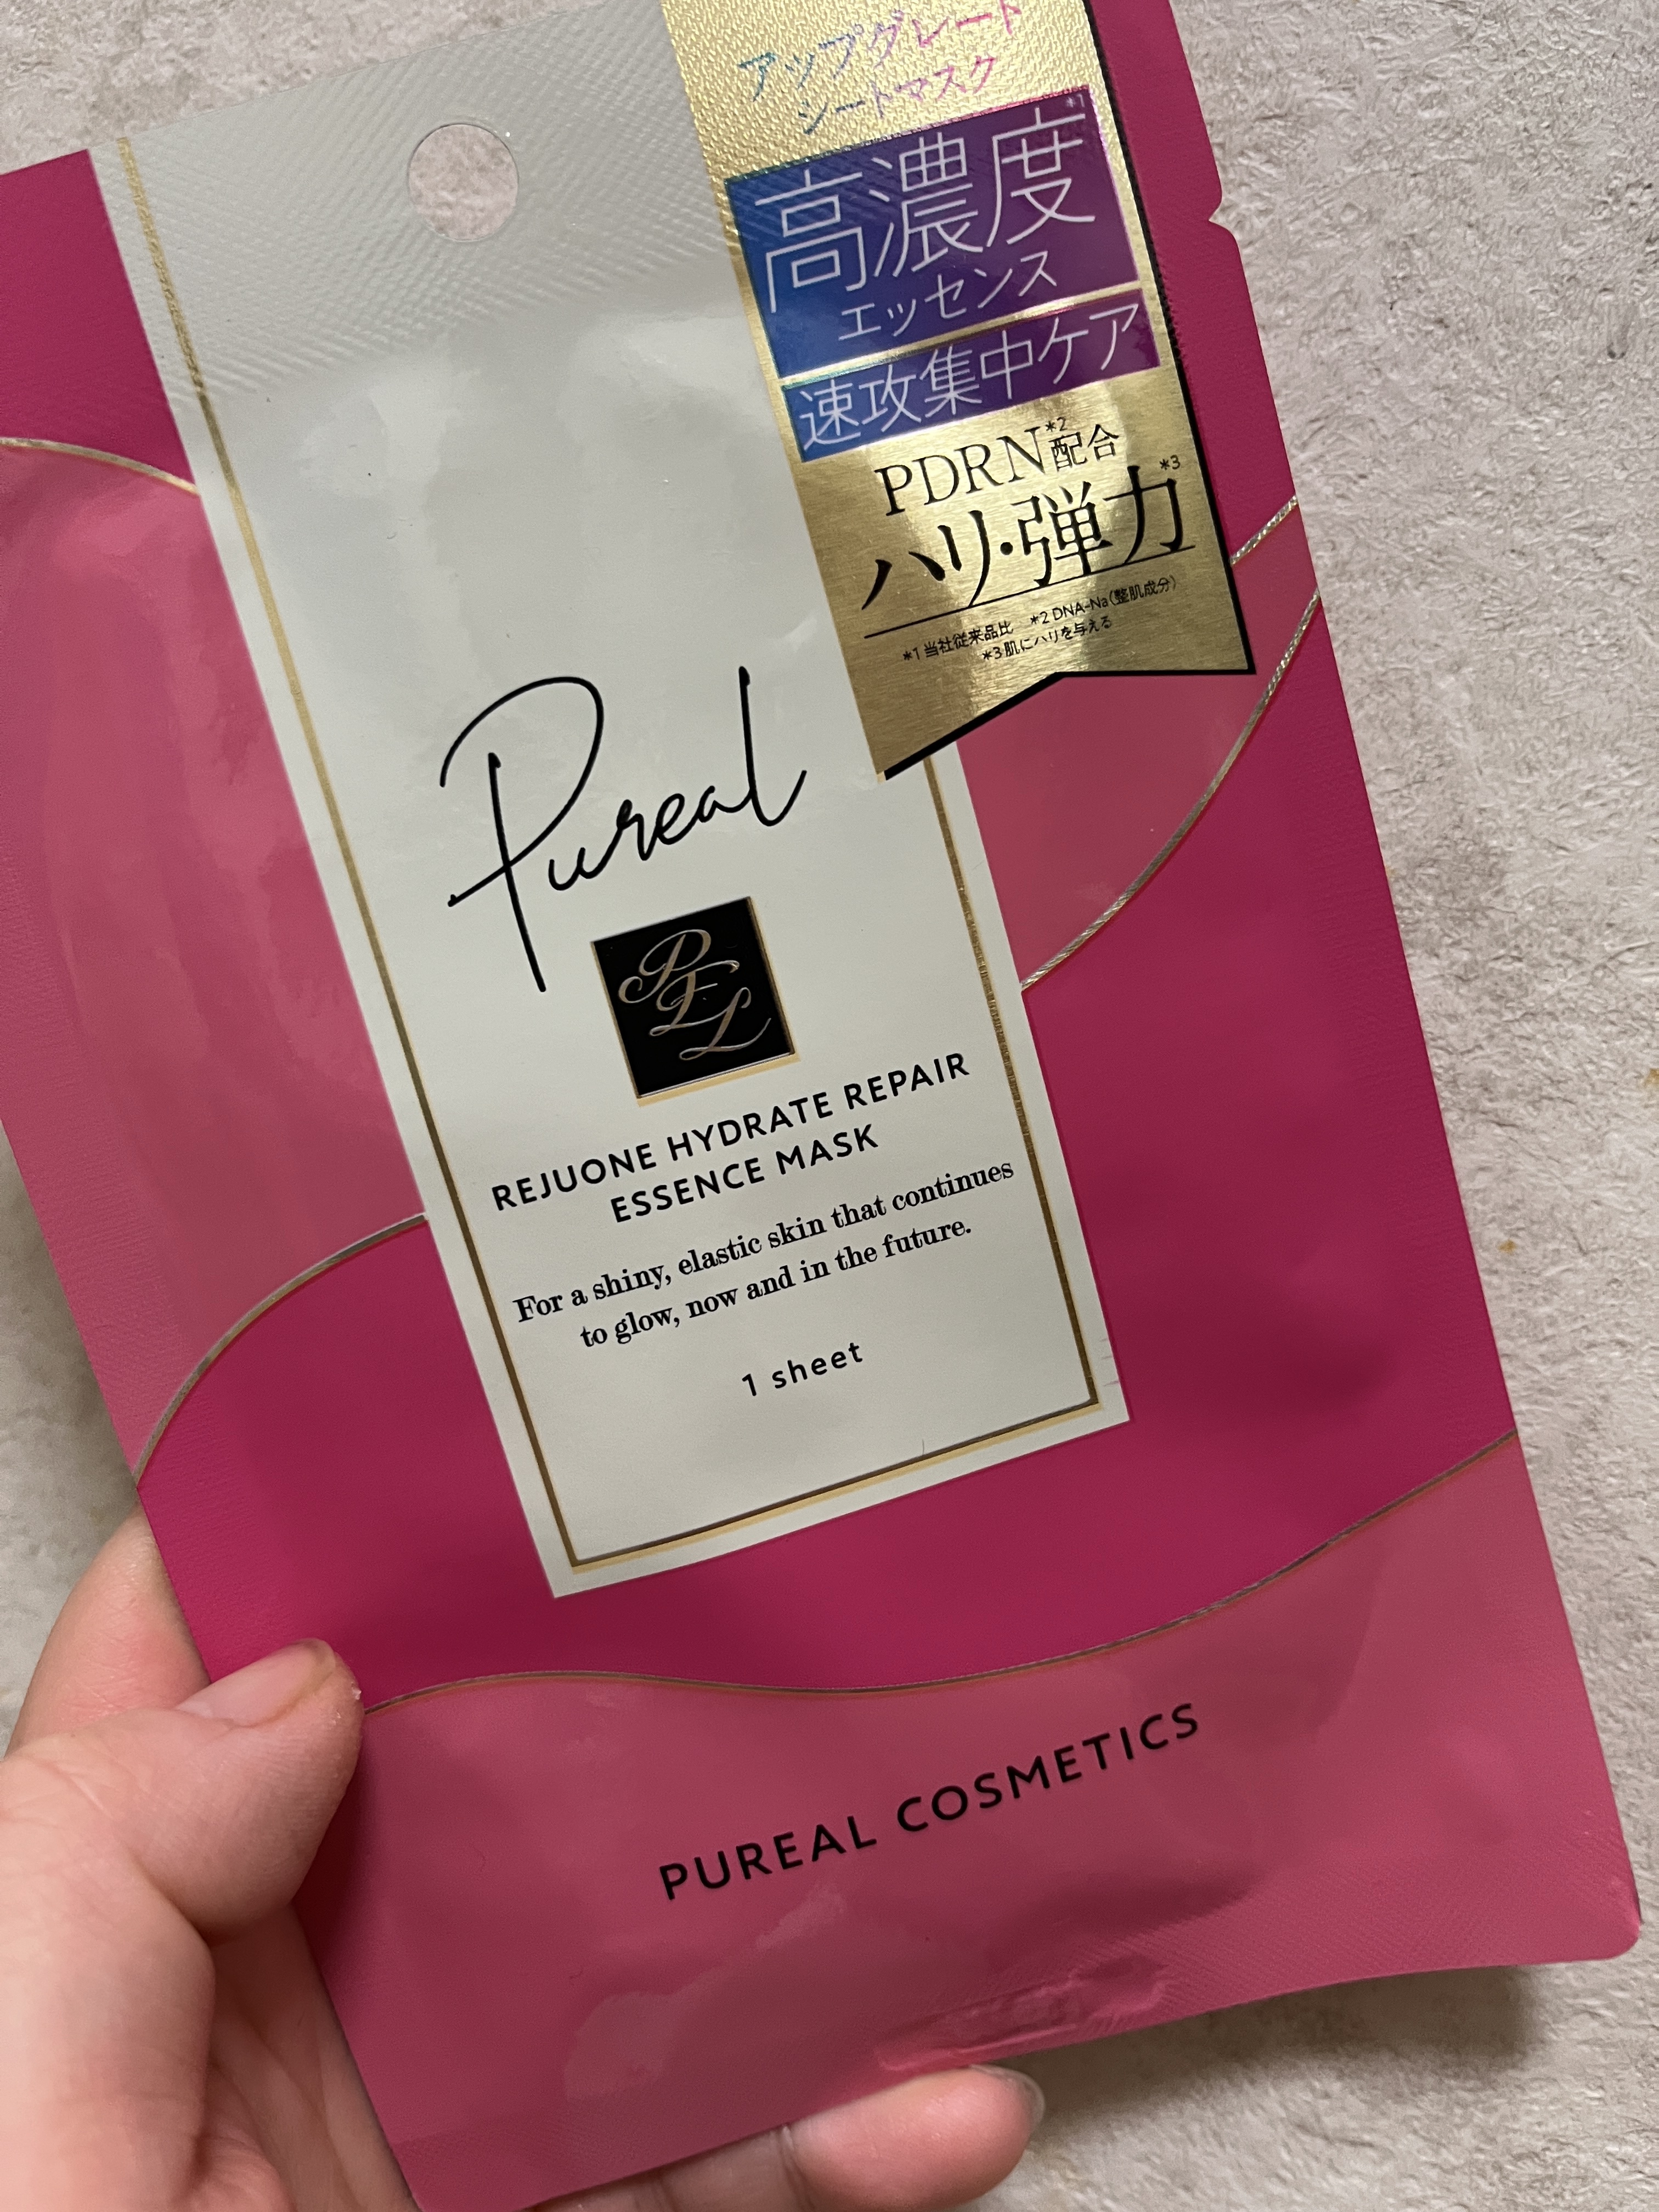 アップグレード
シートマスク
高濃度*1
エッセンス
速攻集中ケア
PDRN*2配合
ハリ・弾力*3
*1 当社従来品比 *2 DNA-Na(整肌成分)
*3 肌にハリを与える
Pureal
PEL
REJUONE HYDRATE REPAIR
ESSENCE MASK
For a shiny, elastic skin that continues
to glow, now and in the future.
1 sheet
PUREAL COSMETICS